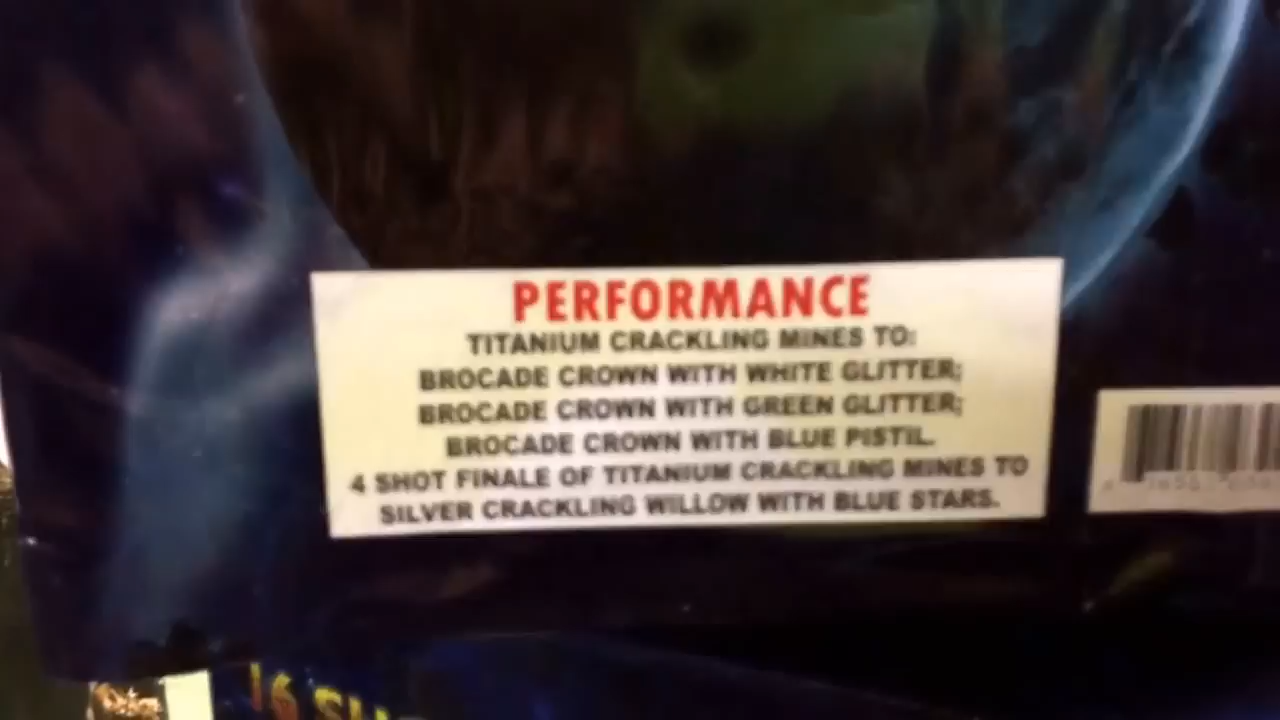 PERFORMANCE
TITANIUM CRACKLING MINES TO:
BROCADE CROWN WITH WHITE GLITTER;
BROCADE CROWN WITH GREEN GLITTER;
BROCADE CROWN WITH BLUE PISTIL.
4 SHOT FINALE OF TITANIUM CRACKLING MINES TO
SILVER CRACKLING WILLOW WITH BLUE STARS.
16